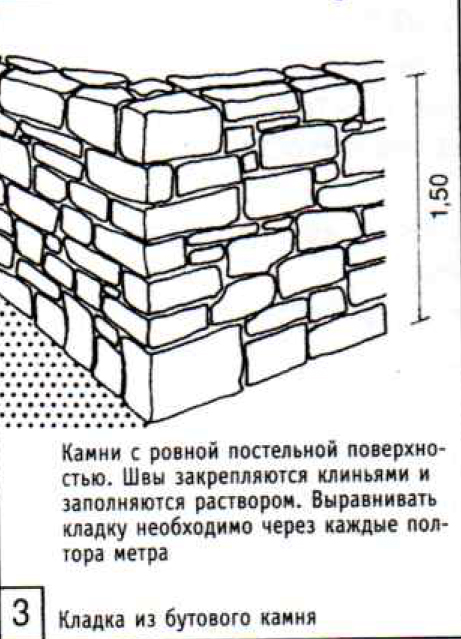 1,50
Камни с ровной постельной поверхно-
стью. Швы закрепляются клиньями и
заполняются раствором. Выравнивать
кладку необходимо через каждые пол-
тора метра
3 Кладка из бутового камня